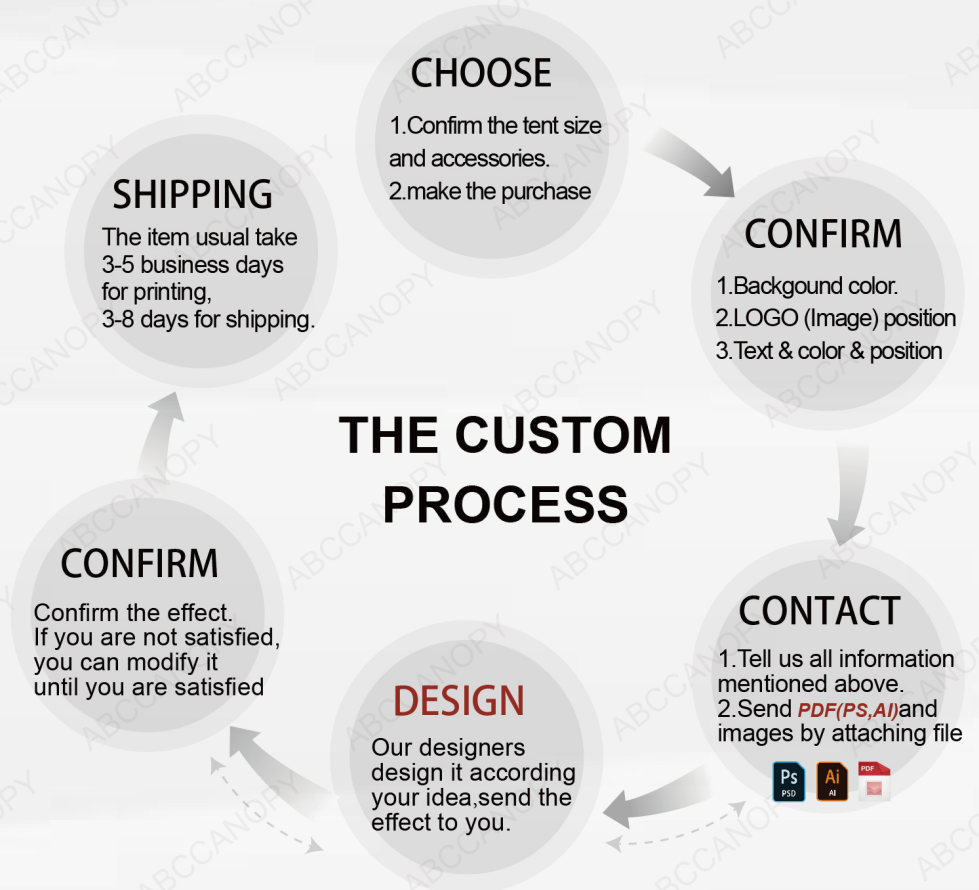 CHOOSE
1.Confirm the tent size
and accessories.
2.make the purchase
CONFIRM
1.Backgound color.
2.LOGO (Image) position
3.Text & color & position
CONTACT
1.Tell us all information
mentioned above.
2.Send PDF(PS,AI)and
images by attaching file
Ps
PSD
Ai
AI
PDF
DESIGN
Our designers
design it according
your idea,send the
effect to you.
CONFIRM
Confirm the effect.
If you are not satisfied,
you can modify it
until you are satisfied
SHIPPING
The item usual take
3-5 business days
for printing,
3-8 days for shipping.
THE CUSTOM
PROCESS
ABCCANOPY